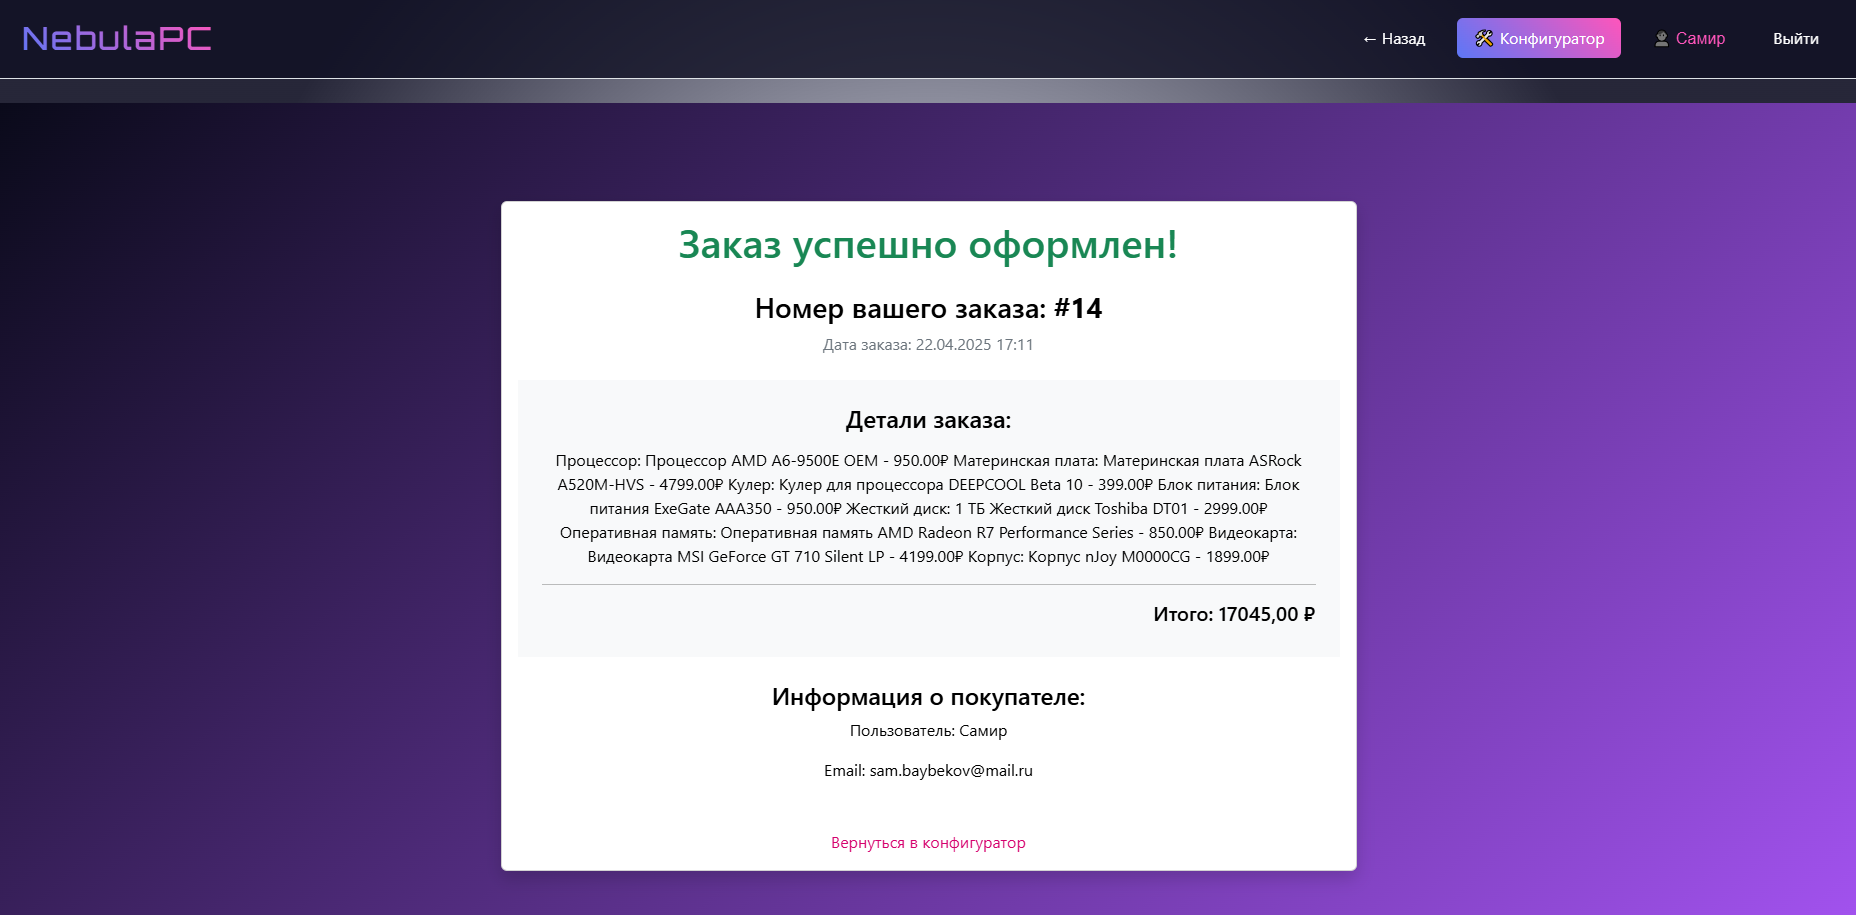 NebulaPC
← Назад
🛠 Конфигуратор
Самир
Выйти
Заказ успешно оформлен!
Номер вашего заказа: #14
Дата заказа: 22.04.2025 17:11
Детали заказа:
Процессор: Процессор AMD A6-9500E OEM - 950.00₽ Материнская плата: Материнская плата ASRock
A520M-HVS - 4799.00₽ Кулер: Кулер для процессора DEEPCOOL Beta 10 - 399.00₽ Блок питания: Блок
питания ExeGate AAA350 - 950.00₽ Жесткий диск: 1 ТБ Жесткий диск Toshiba DT01 - 2999.00₽
Оперативная память: Оперативная память AMD Radeon R7 Performance Series - 850.00₽ Видеокарта:
Видеокарта MSI GeForce GT 710 Silent LP - 4199.00₽ Корпус: Корпус nJoy M0000CG - 1899.00₽
Итого: 17045,00 ₽
Информация о покупателе:
Пользователь: Самир
Email: sam.baybekov@mail.ru
Вернуться в конфигуратор